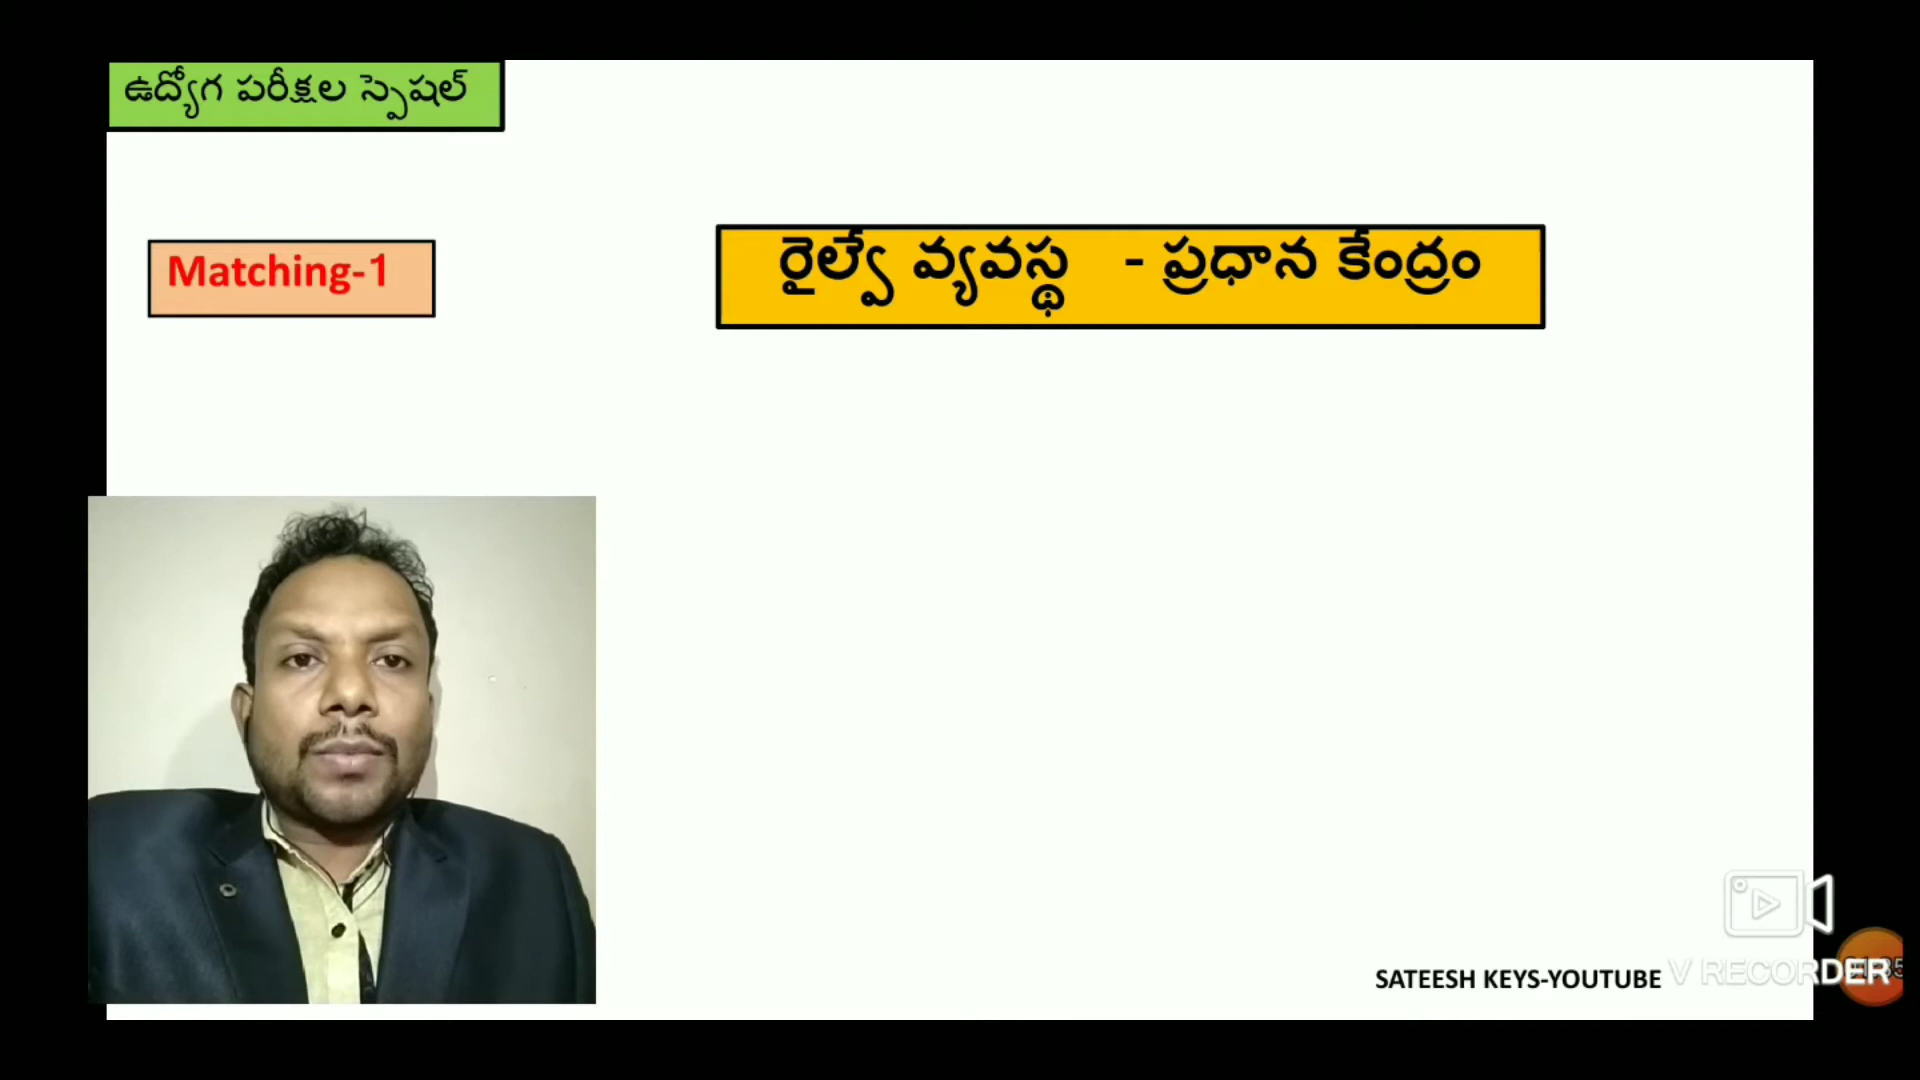 ఉద్యోగ పరీక్షల స్పెషల్
Matching-1
రైల్వే వ్యవస్థ - ప్రధాన కేంద్రం
SATEESH KEYS-YOUTUBE
V RECORDER